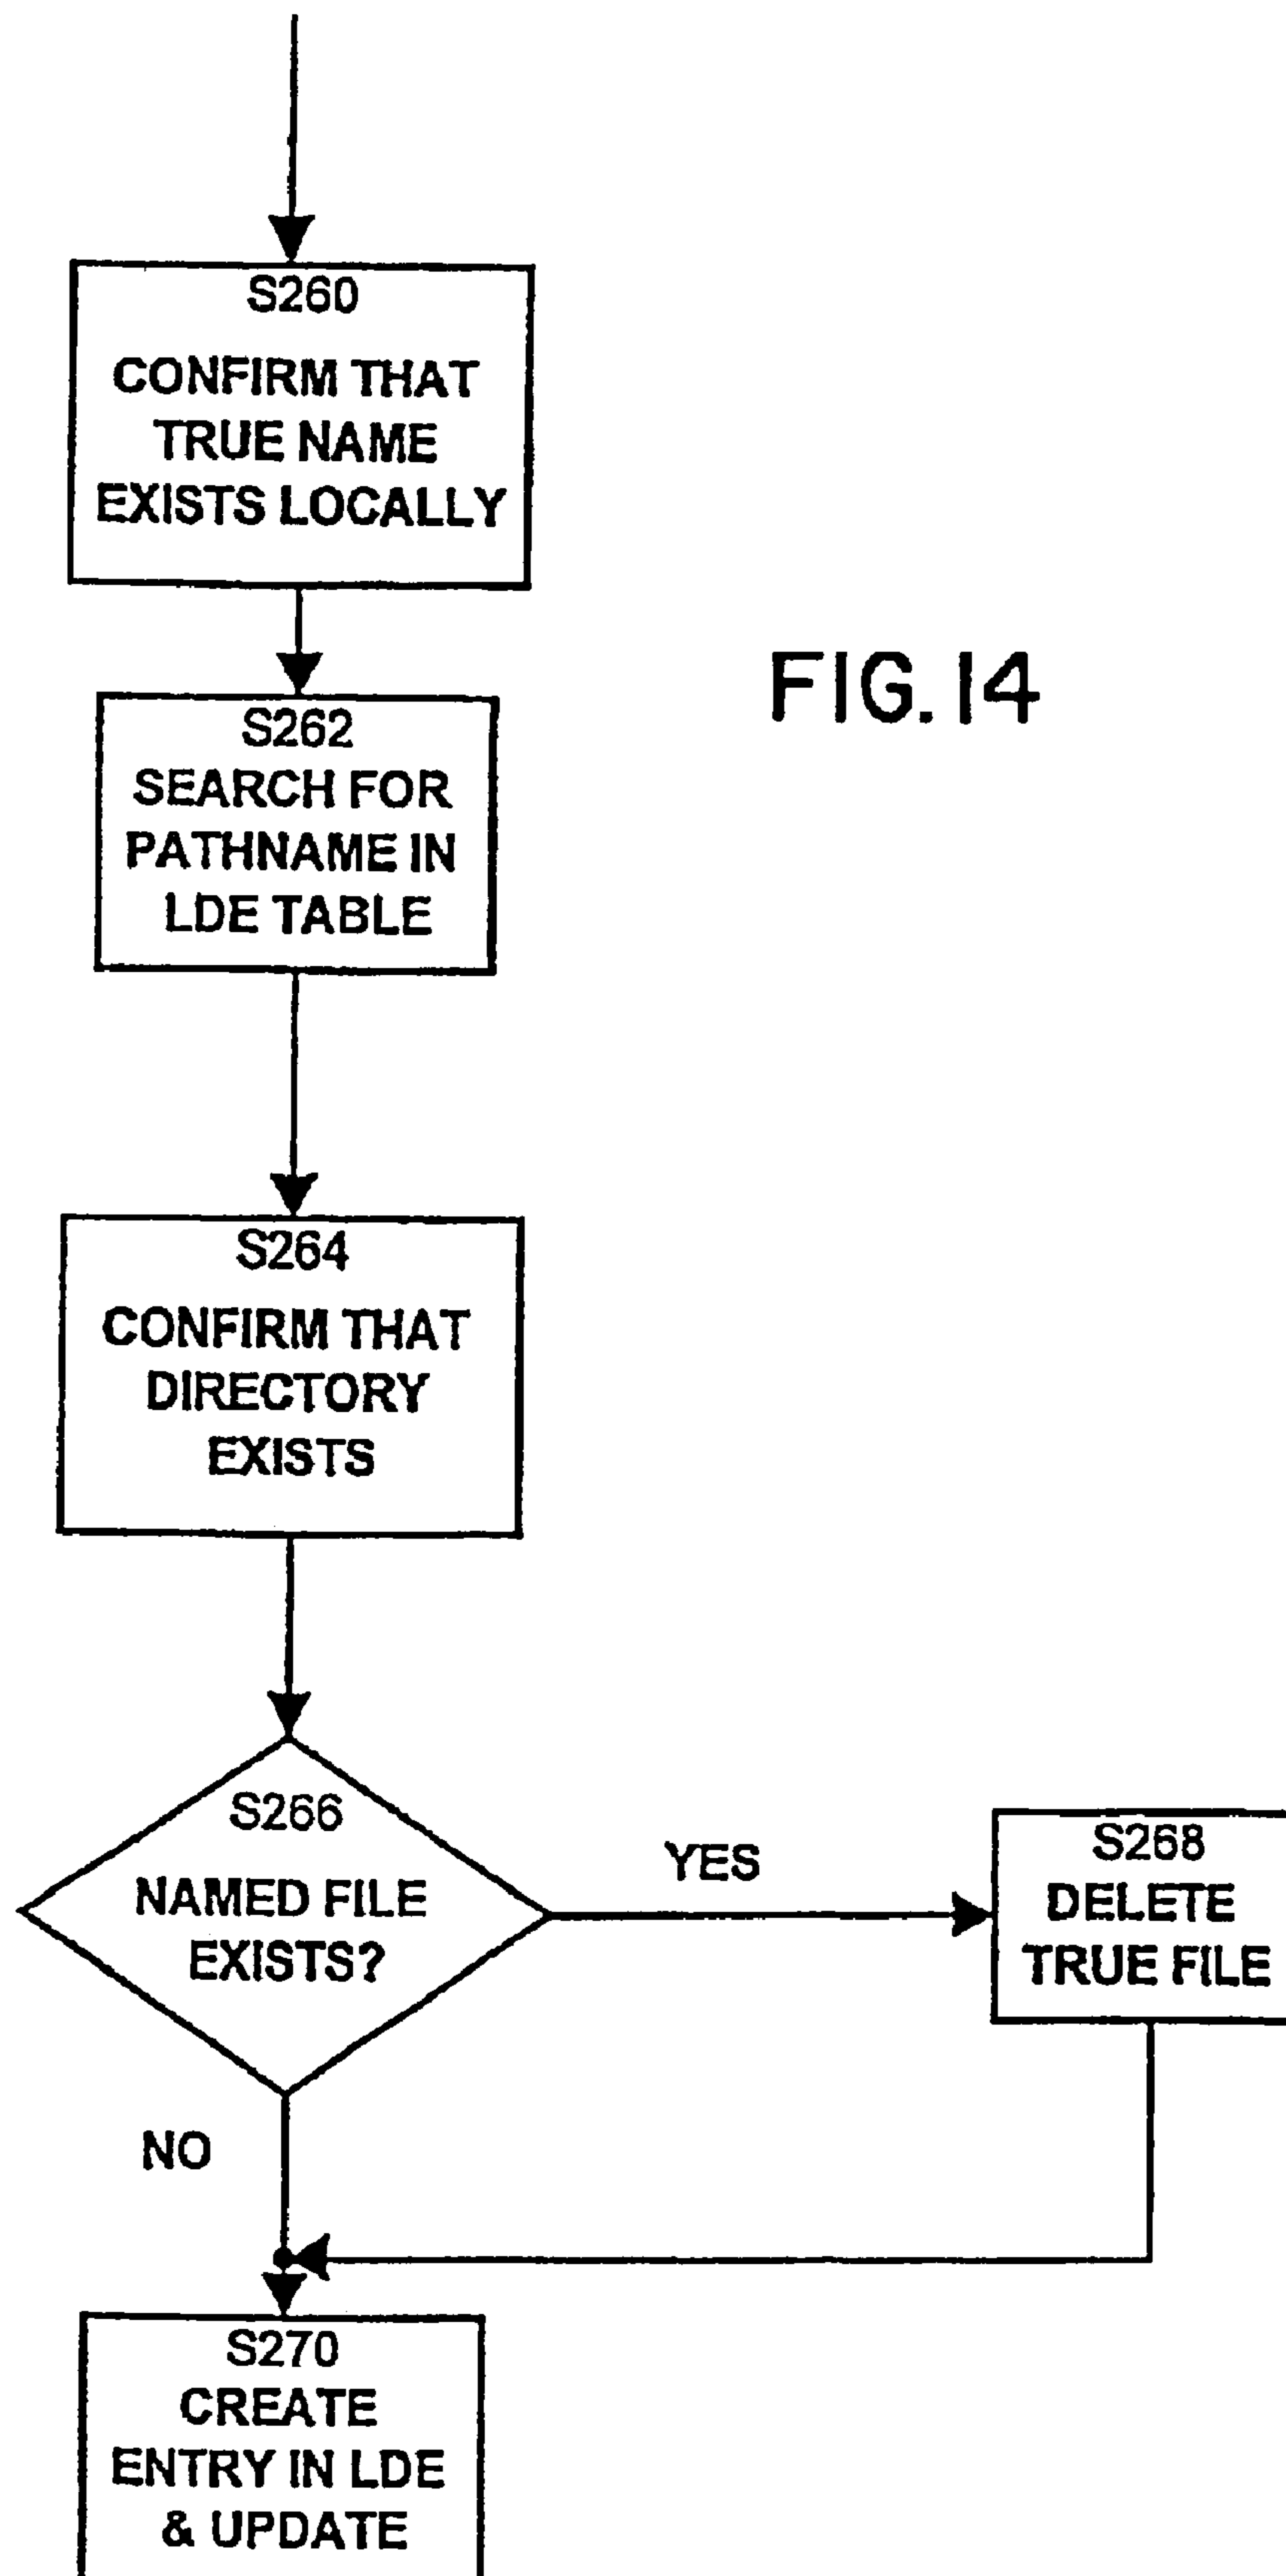 S260
CONFIRM THAT
TRUE NAME
EXISTS LOCALLY
FIG. 14
S262
SEARCH FOR
PATHNAME IN
LDE TABLE
S264
CONFIRM THAT
DIRECTORY
EXISTS
S266
NAMED FILE
EXISTS?
YES
S268
DELETE
TRUE FILE
NO
S270
CREATE
ENTRY IN LDE
& UPDATE